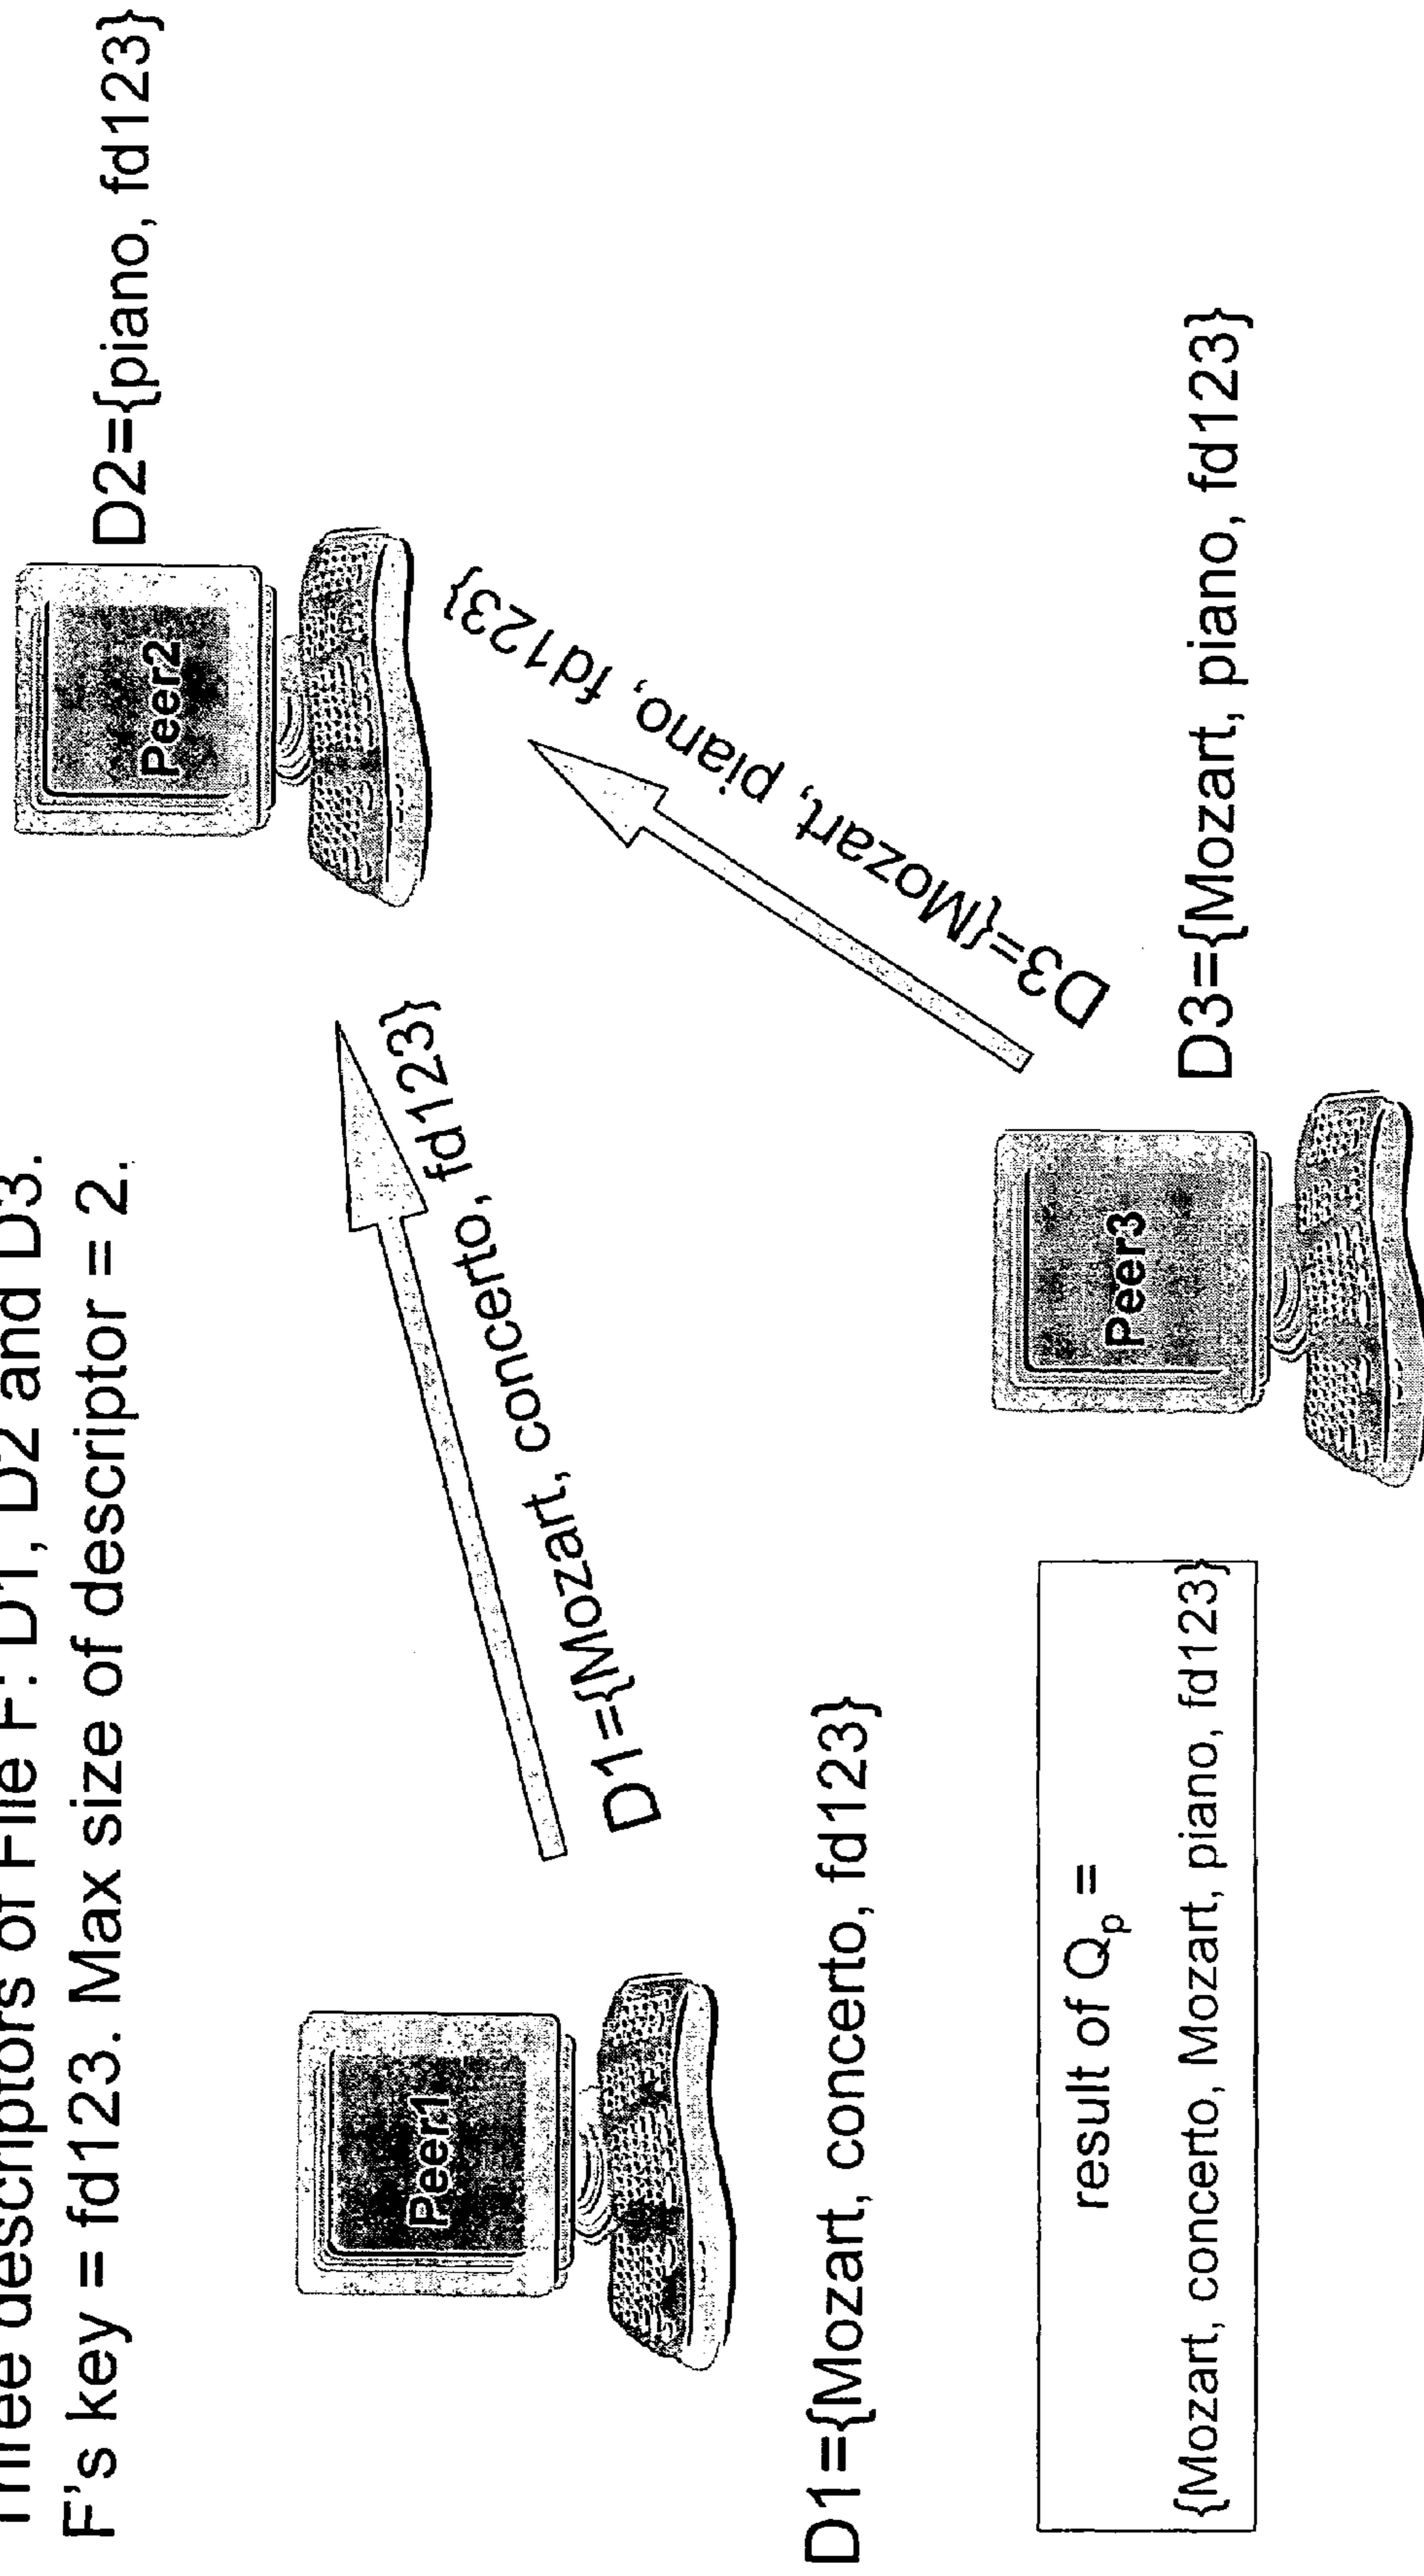 Three descriptors of File F: D1, D2 and D3.
F's key = fd123. Max size of descriptor = 2.
Peer2
D2={piano, fd123}
D1={Mozart, concerto, fd123}
D3={Mozart, piano, fd123}
Peer1
D1={Mozart, concerto, fd123}
Peer3
D3={Mozart, piano, fd123}
result of Qp =
{Mozart, concerto, Mozart, piano, fd123}